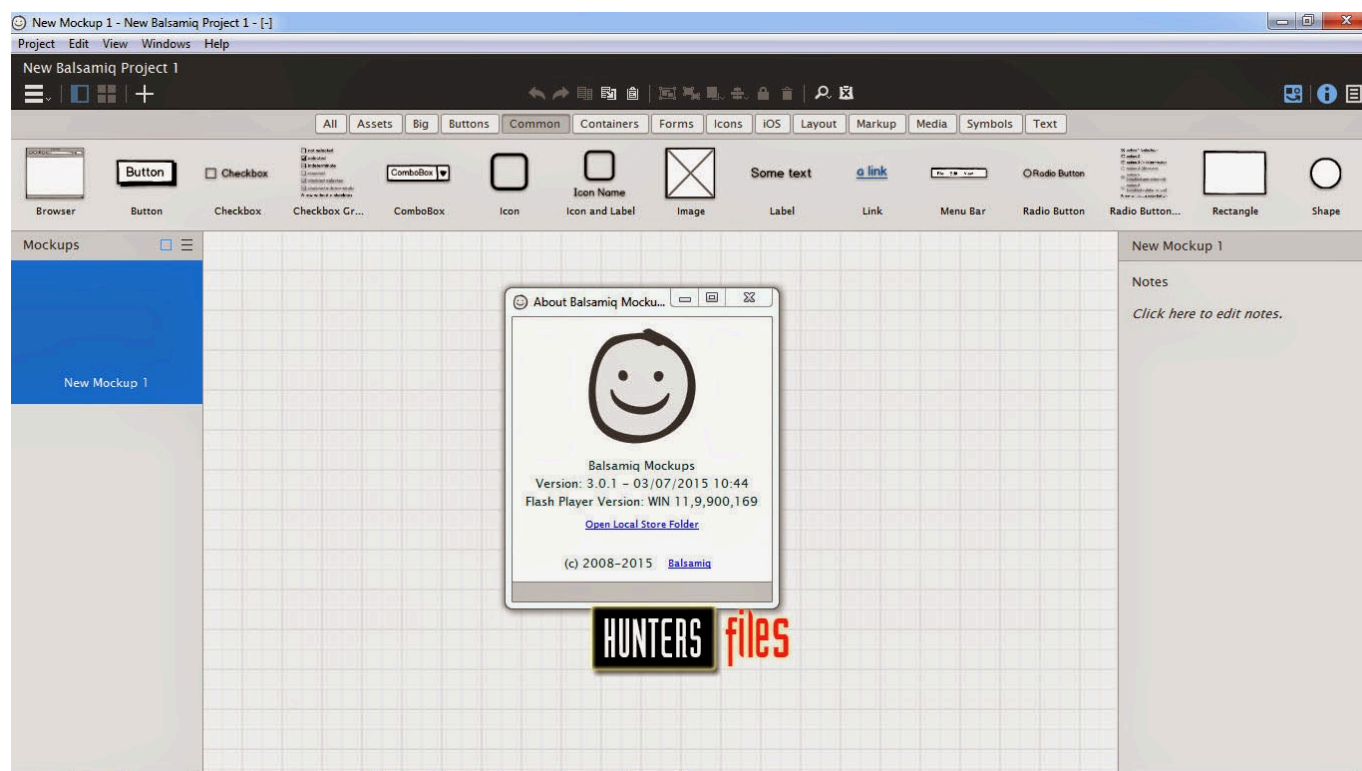 New Mockup 1 - New Balsamiq Project 1 - [-]
Project Edit View Windows Help
New Balsamiq Project 1
All Assets Big Buttons Common Containers Forms Icons iOS Layout Markup Media Symbols Text
Button
Checkbox
ComboBox
Icon Name
Some text
a link
Radio Button
Browser Button Checkbox Checkbox Gr... ComboBox Icon Icon and Label Image Label Link Menu Bar Radio Button Radio Button... Rectangle Shape
Mockups
New Mockup 1
New Mockup 1
Notes
Click here to edit notes.
About Balsamiq Mocku...
Balsamiq Mockups
Version: 3.0.1 - 03/07/2015 10:44
Flash Player Version: WIN 11,9,900,169
Open Local Store Folder
(c) 2008-2015 Balsamiq
HUNTERS files